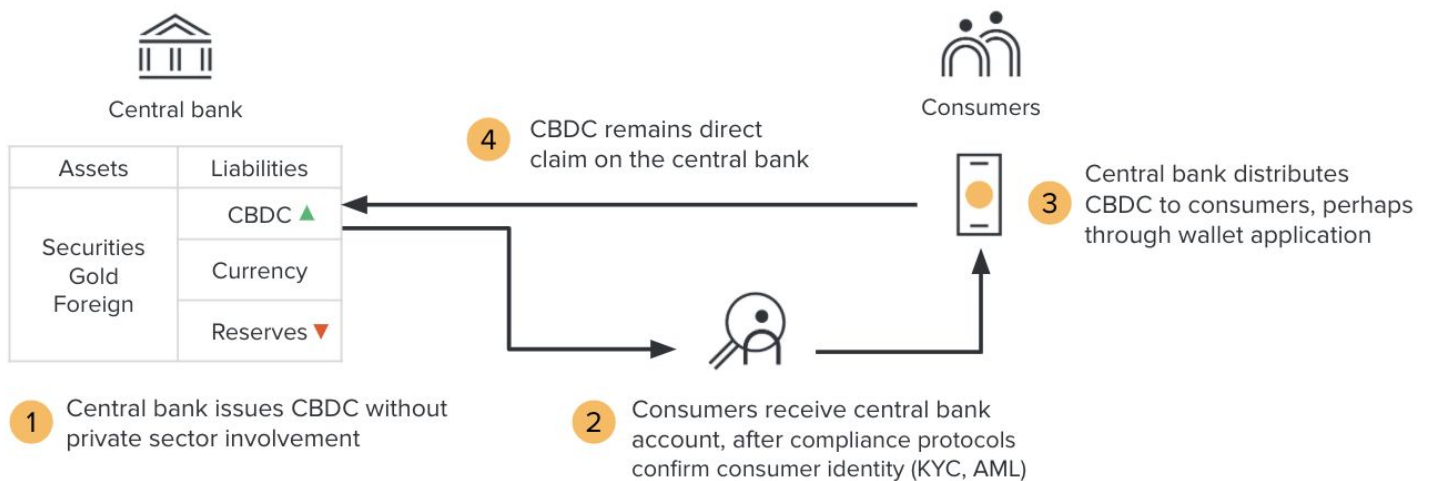 Central bank
Consumers
Assets
Liabilities
Securities
Gold
Foreign
CBDC
Currency
Reserves
4
CBDC remains direct
claim on the central bank
3
Central bank distributes
CBDC to consumers, perhaps
through wallet application
1
Central bank issues CBDC without
private sector involvement
2
Consumers receive central bank
account, after compliance protocols
confirm consumer identity (KYC, AML)